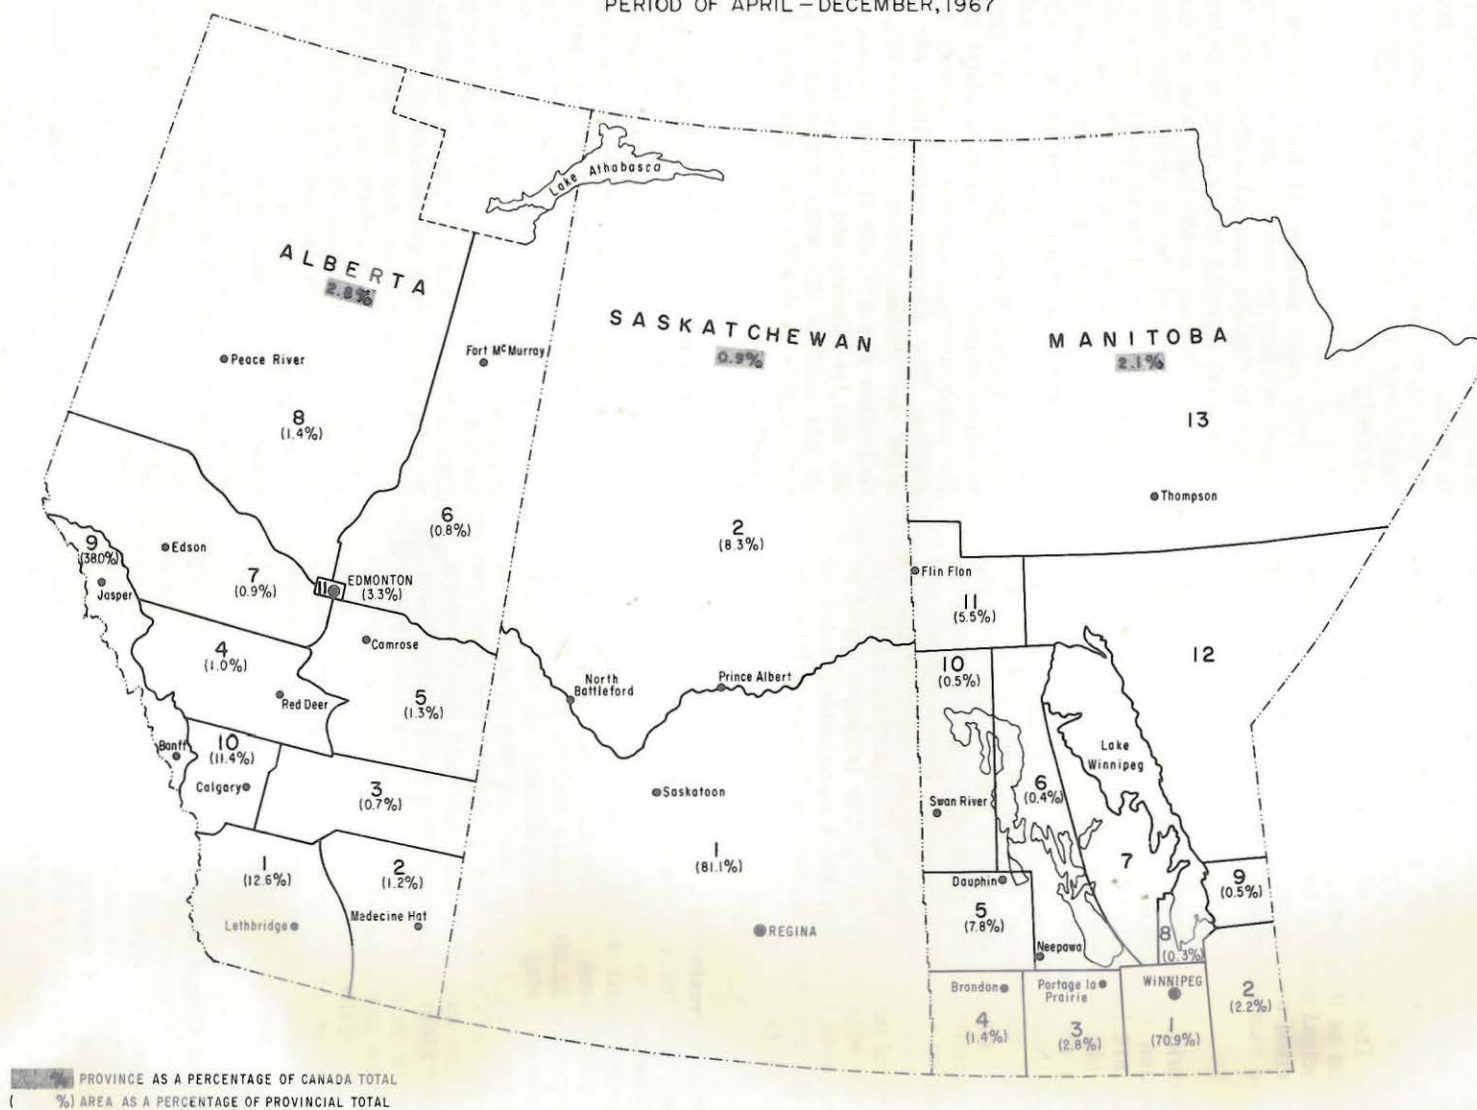 PERIOD OF APRIL – DECEMBER, 1967
Lake Athabasca
ALBERTA
2.8%
SASKATCHEWAN
0.9%
MANITOBA
2.1%
Peace River
Fort McMurray
8
(1.4%)
13
Thompson
6
(0.8%)
2
(8.3%)
9
(38.0%)
Jasper
Edson
7
(0.9%)
11
EDMONTON
(3.3%)
Flin Flon
11
(5.5%)
12
4
(1.0%)
Red Deer
Camrose
5
(1.3%)
North
Battleford
Prince Albert
10
(0.5%)
Banff
10
(11.4%)
Calgary
3
(0.7%)
Saskatoon
Lake
Winnipeg
6
(0.4%)
Swan River
7
1
(12.6%)
Lethbridge
2
(1.2%)
Medecine Hat
1
(81.1%)
REGINA
Dauphin
5
(7.8%)
Neepawa
9
(0.5%)
8
(0.3%)
Brandon
4
(1.4%)
Portage la
Prairie
3
(2.8%)
WINNIPEG
1
(70.9%)
2
(2.2%)
% PROVINCE AS A PERCENTAGE OF CANADA TOTAL
( %) AREA AS A PERCENTAGE OF PROVINCIAL TOTAL